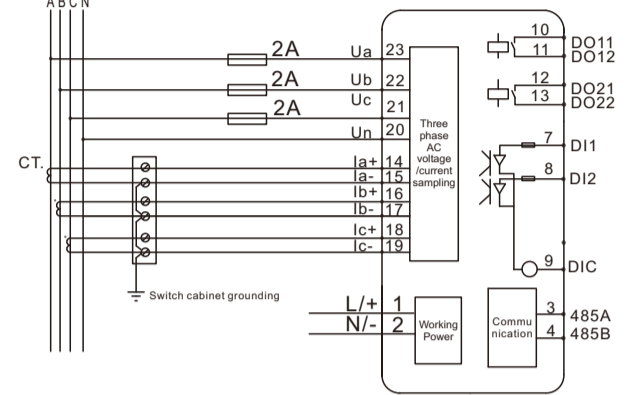 A B C N
2A
Ua 23
2A
Ub 22
2A
Uc 21
Un 20
CT.
Ia+ 14
Ia- 15
Ib+ 16
Ib- 17
Ic+ 18
Ic- 19
Three
phase
AC
voltage
/current
sampling
10 DO11
11 DO12
12 DO21
13 DO22
7 DI1
8 DI2
9 DIC
Switch cabinet grounding
L/+ 1
N/- 2
Working
Power
Commu
nication
3 485A
4 485B